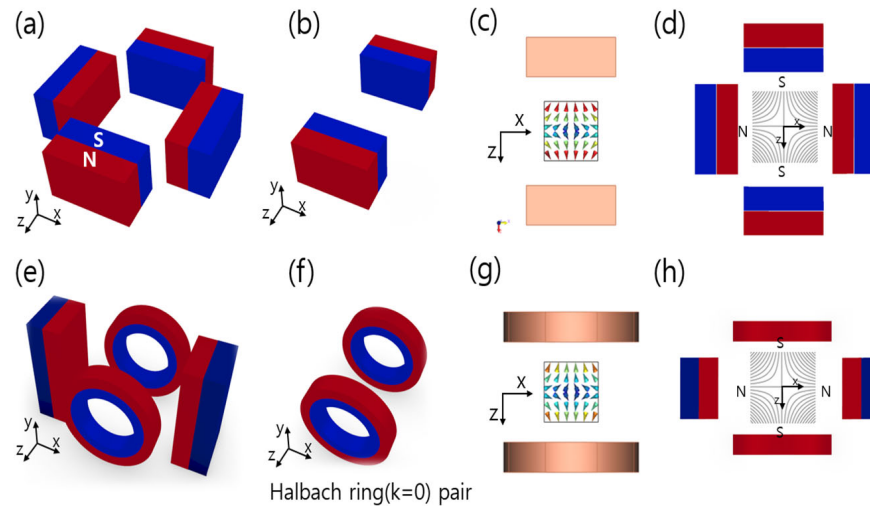 (a)
(b)
(c)
(d)
S
N
y
x
z
y
x
z
X
Z
S
N
x
z
N
S
(e)
(f)
(g)
(h)
y
x
z
y
x
z
X
Z
S
N
x
z
N
S
Halbach ring(k=0) pair